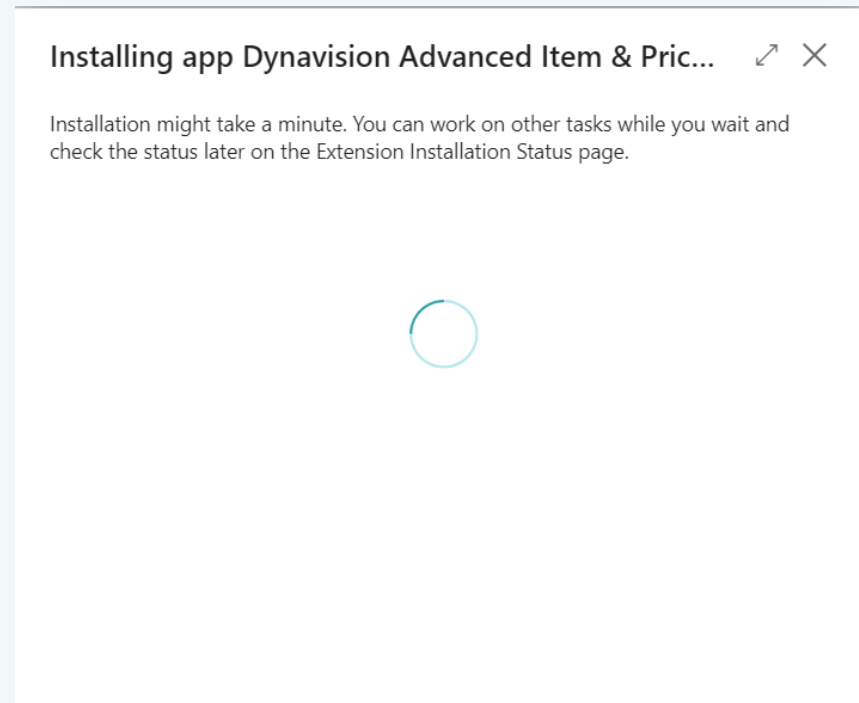 Installing app Dynavision Advanced Item & Pric...
Installation might take a minute. You can work on other tasks while you wait and
check the status later on the Extension Installation Status page.